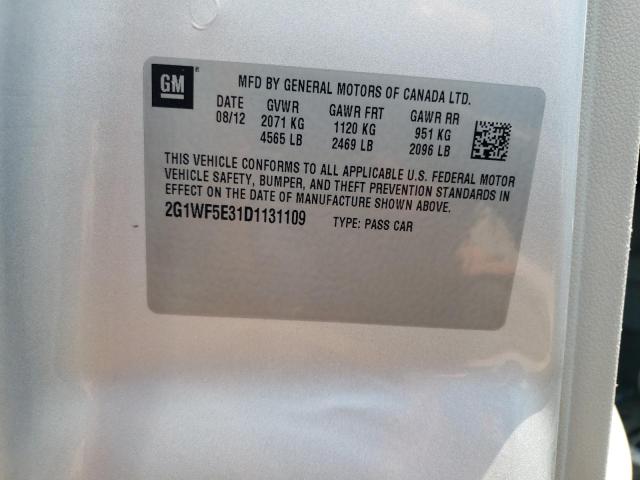 GM ®
MFD BY GENERAL MOTORS OF CANADA LTD.
DATE GVWR GAWR FRT GAWR RR
08/12 2071 KG 1120 KG 951 KG
4565 LB 2469 LB 2096 LB
THIS VEHICLE CONFORMS TO ALL APPLICABLE U.S. FEDERAL MOTOR
VEHICLE SAFETY, BUMPER, AND THEFT PREVENTION STANDARDS IN
EFFECT ON THE DATE OF MANUFACTURE SHOWN ABOVE.
2G1WF5E31D1131109 TYPE: PASS CAR